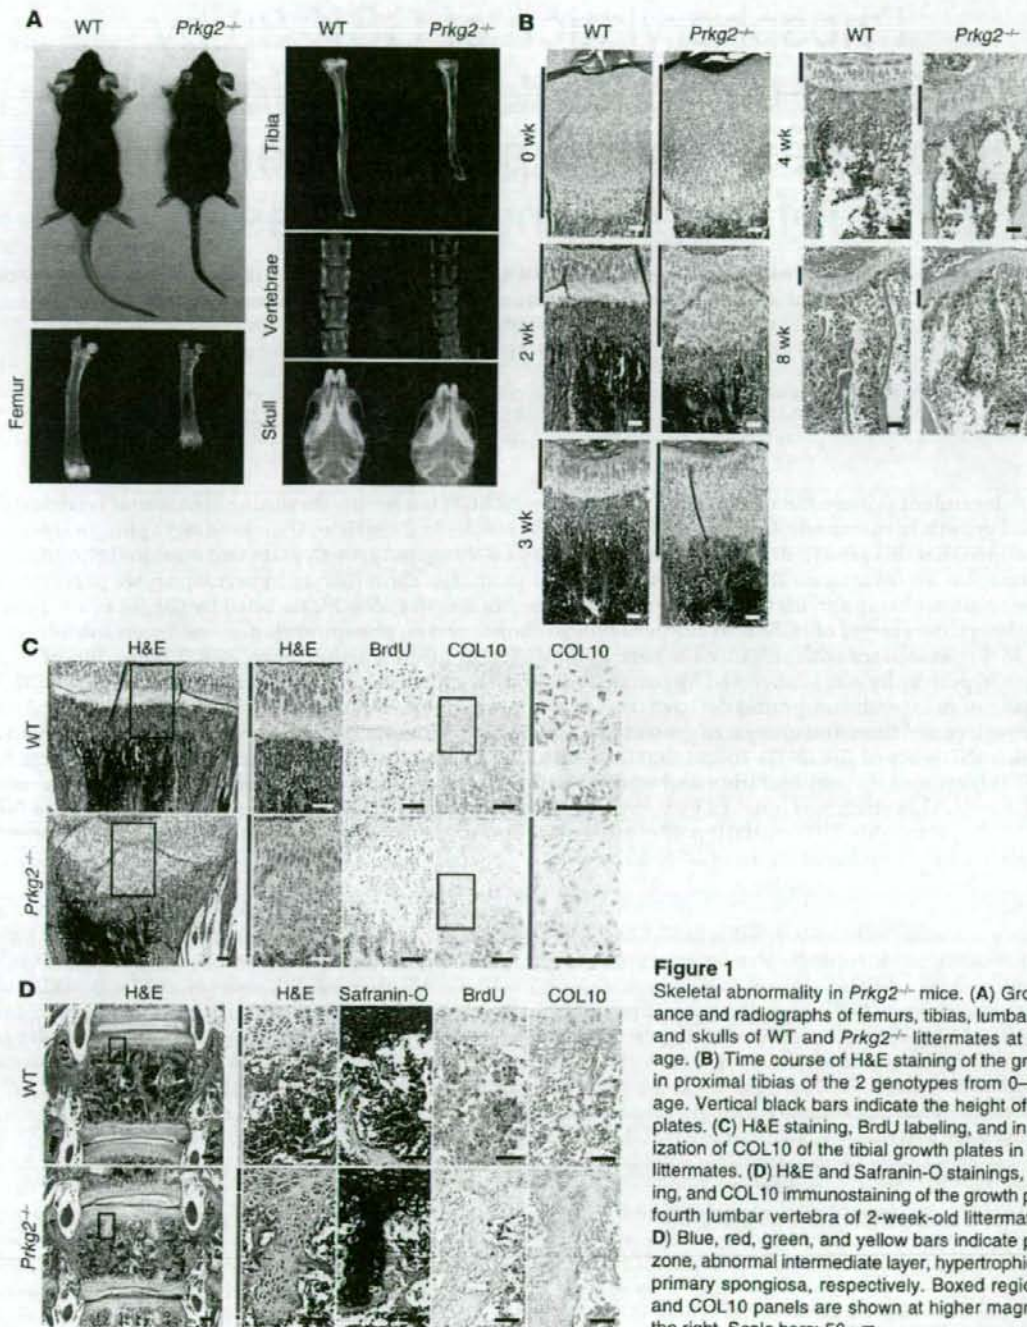 A
WT
Prkg2-/-
WT
Prkg2-/-
Tibia
Vertebrae
Skull
Femur
B
WT
Prkg2-/-
WT
Prkg2-/-
0 wk
2 wk
3 wk
4 wk
8 wk
C
H&E
H&E
BrdU
COL10
COL10
WT
Prkg2-/-
D
H&E
H&E
Safranin-O
BrdU
COL10
WT
Prkg2-/-
Figure 1
Skeletal abnormality in Prkg2-/- mice. (A) Gro
ance and radiographs of femurs, tibias, lumba
and skulls of WT and Prkg2-/- littermates at
age. (B) Time course of H&E staining of the gr
in proximal tibias of the 2 genotypes from 0–
age. Vertical black bars indicate the height of
plates. (C) H&E staining, BrdU labeling, and in
ization of COL10 of the tibial growth plates in
littermates. (D) H&E and Safranin-O stainings,
ing, and COL10 immunostaining of the growth p
fourth lumbar vertebra of 2-week-old litterma
D) Blue, red, green, and yellow bars indicate p
zone, abnormal intermediate layer, hypertrophi
primary spongiosa, respectively. Boxed regi
and COL10 panels are shown at higher magn
the right. Scale bars: 50